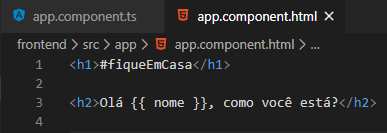 app.component.ts
app.component.html ×
frontend > src > app > app.component.html > ...
1 <h1>#fiqueEmCasa</h1>
2
3 <h2>Olá {{ nome }}, como você está?</h2>